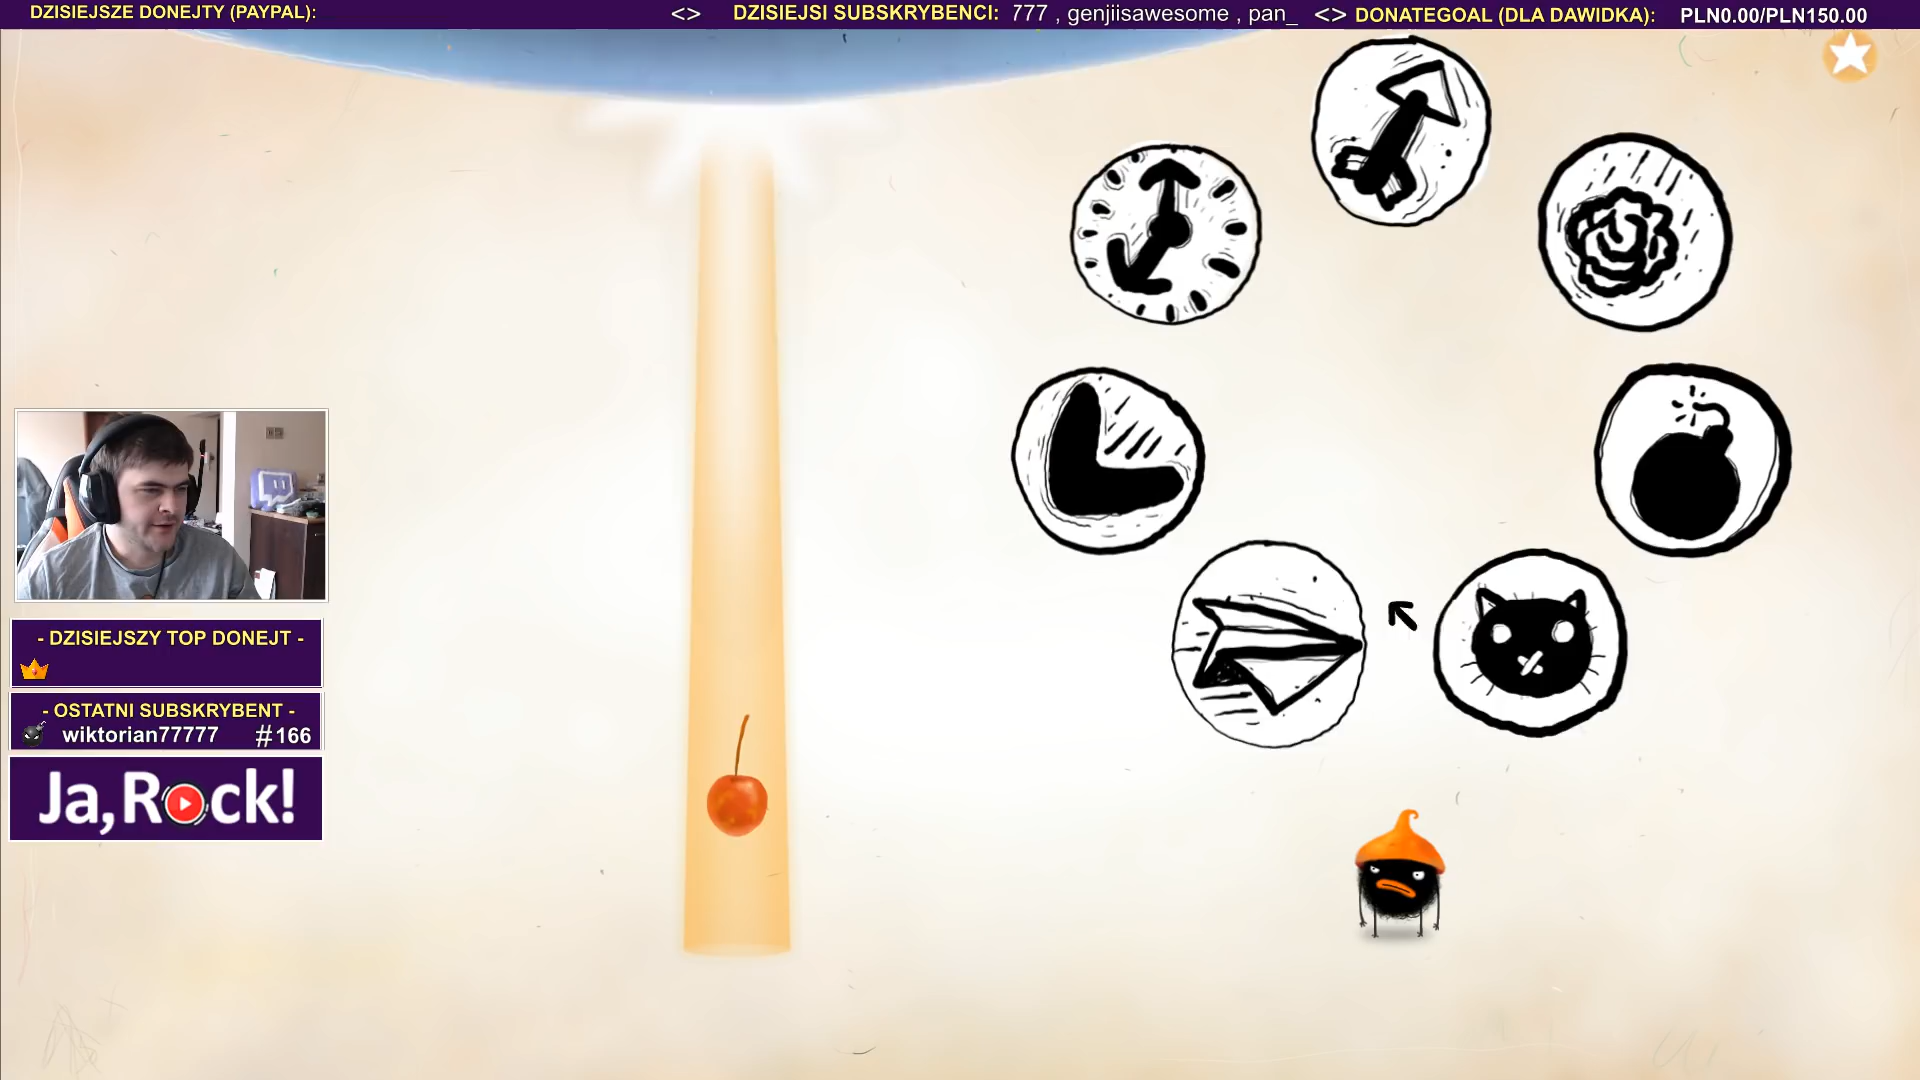 DZISIEJSZE DONEJTY (PAYPAL):
<> DZISIEJSI SUBSKRYBENCI: 777 , genjiisawesome , pan_ <> DONATEGOAL (DLA DAWIDKA): PLN0.00/PLN150.00
- DZISIEJSZY TOP DONEJT -
- OSTATNI SUBSKRYBENT -
wiktorian77777 #166
Ja,Rock!